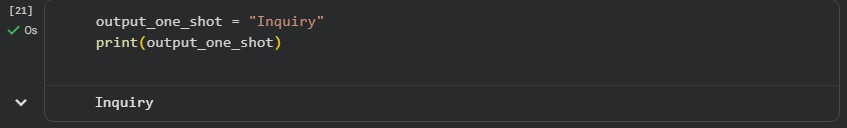 [21]
0s
output_one_shot = "Inquiry"
print(output_one_shot)
Inquiry